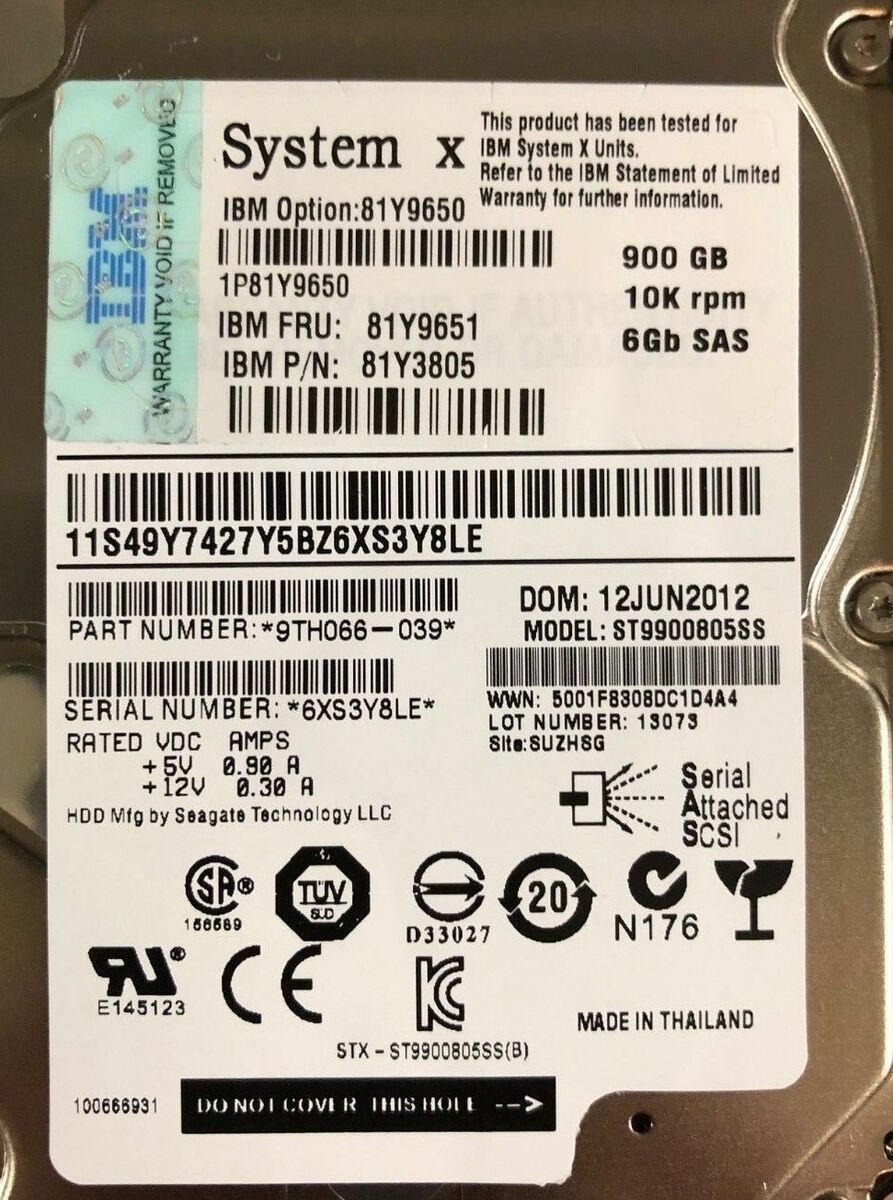 IBM
WARRANTY VOID IF REMOVED
System x
This product has been tested for
IBM System X Units.
Refer to the IBM Statement of Limited
Warranty for further information.
IBM Option:81Y9650
1P81Y9650
900 GB
10K rpm
6Gb SAS
IBM FRU: 81Y9651
IBM P/N: 81Y3805
11S49Y7427Y5BZ6XS3Y8LE
PART NUMBER:*9TH066-039*
DOM: 12JUN2012
MODEL: ST9900805SS
SERIAL NUMBER: *6XS3Y8LE*
WWN: 5001F8308DC1D4A4
LOT NUMBER: 13073
Site:SUZHSG
RATED VDC AMPS
+5V 0.90 A
+12V 0.30 A
HDD Mfg by Seagate Technology LLC
Serial
Attached
SCSI
SA®
156589
TÜV
SÜD
D33027
20
N176
RU®
E145123
CE
KC
MADE IN THAILAND
STX - ST9900805SS(B)
100666931
DO NOT COVER THIS HOLE -->